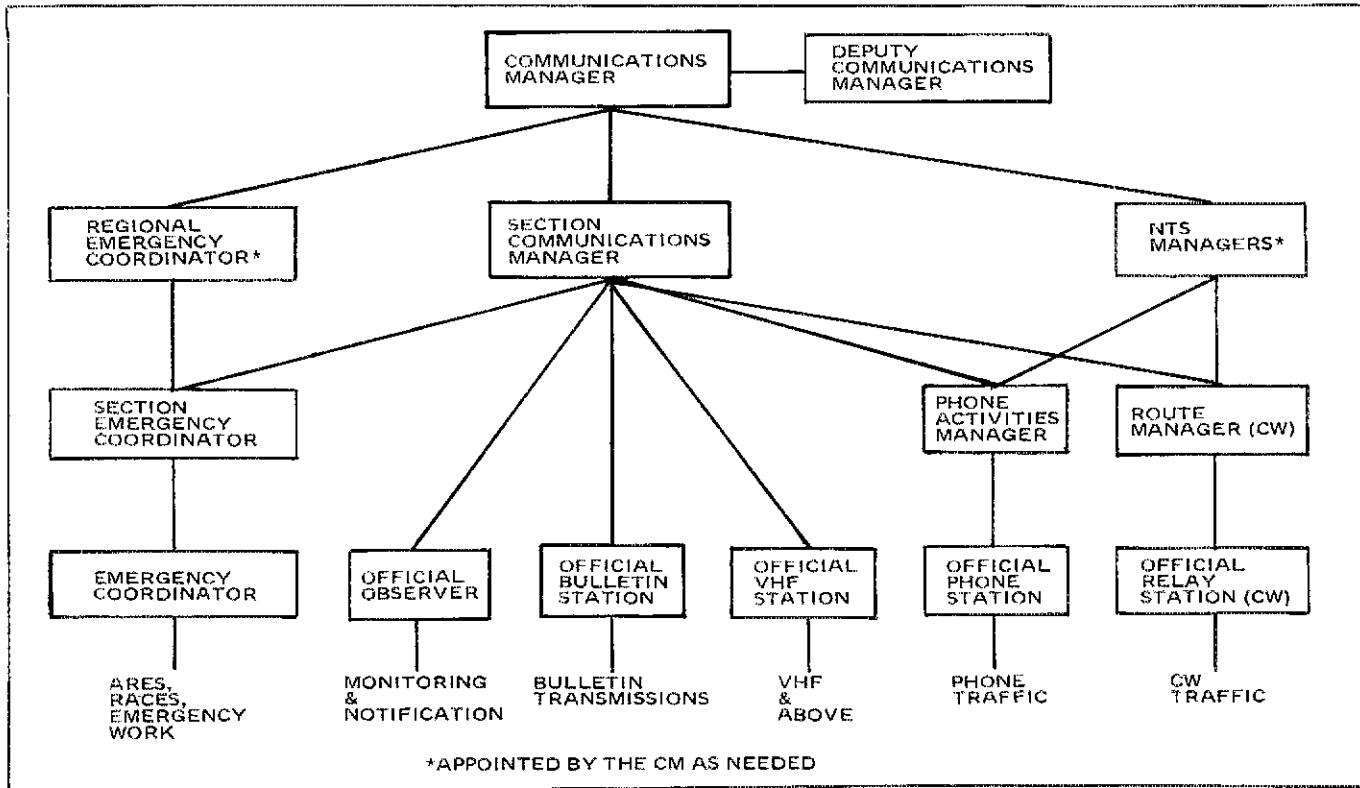 COMMUNICATIONS
MANAGER
DEPUTY
COMMUNICATIONS
MANAGER
REGIONAL
EMERGENCY
COORDINATOR*
SECTION
COMMUNICATIONS
MANAGER
NTS
MANAGERS*
SECTION
EMERGENCY
COORDINATOR
PHONE
ACTIVITIES
MANAGER
ROUTE
MANAGER (CW)
EMERGENCY
COORDINATOR
OFFICIAL
OBSERVER
OFFICIAL
BULLETIN
STATION
OFFICIAL
VHF
STATION
OFFICIAL
PHONE
STATION
OFFICIAL
RELAY
STATION (CW)
ARES,
RACES,
EMERGENCY
WORK
MONITORING
&
NOTIFICATION
BULLETIN
TRANSMISSIONS
VHF
&
ABOVE
PHONE
TRAFFIC
CW
TRAFFIC
*APPOINTED BY THE CM AS NEEDED